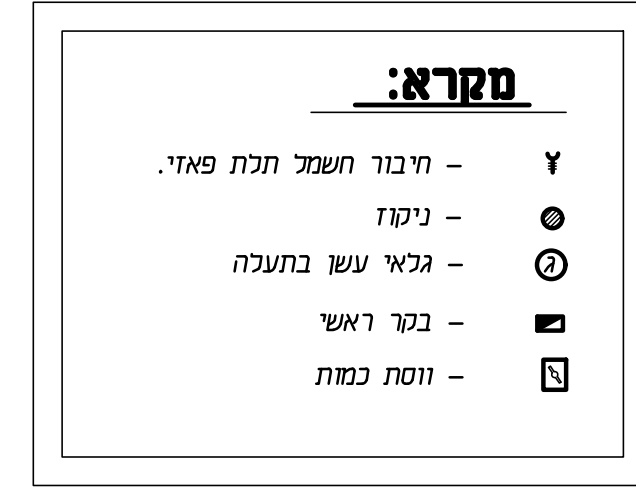 מקרא:
- חיבור חשמל תלת פאזי.
- ניקוז
ג - גלאי עשן בתעלה
- בקר ראשי
- ווסת כמות